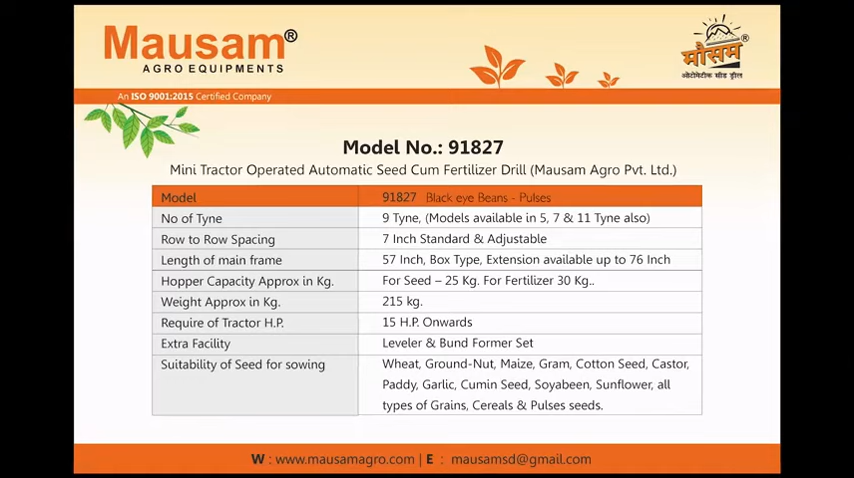 Mausam®
AGRO EQUIPMENTS
मौसम®
ओटोमेटीक सीड ड्रील
An ISO 9001:2015 Certified Company
Model No.: 91827
Mini Tractor Operated Automatic Seed Cum Fertilizer Drill (Mausam Agro Pvt. Ltd.)
Model 91827 Black eye Beans - Pulses
No of Tyne 9 Tyne, (Models available in 5, 7 & 11 Tyne also)
Row to Row Spacing 7 Inch Standard & Adjustable
Length of main frame 57 Inch, Box Type, Extension available up to 76 Inch
Hopper Capacity Approx in Kg. For Seed – 25 Kg. For Fertilizer 30 Kg..
Weight Approx in Kg. 215 kg.
Require of Tractor H.P. 15 H.P. Onwards
Extra Facility Leveler & Bund Former Set
Suitability of Seed for sowing Wheat, Ground-Nut, Maize, Gram, Cotton Seed, Castor,
Paddy, Garlic, Cumin Seed, Soyabeen, Sunflower, all
types of Grains, Cereals & Pulses seeds.
W : www.mausamagro.com | E : mausamsd@gmail.com